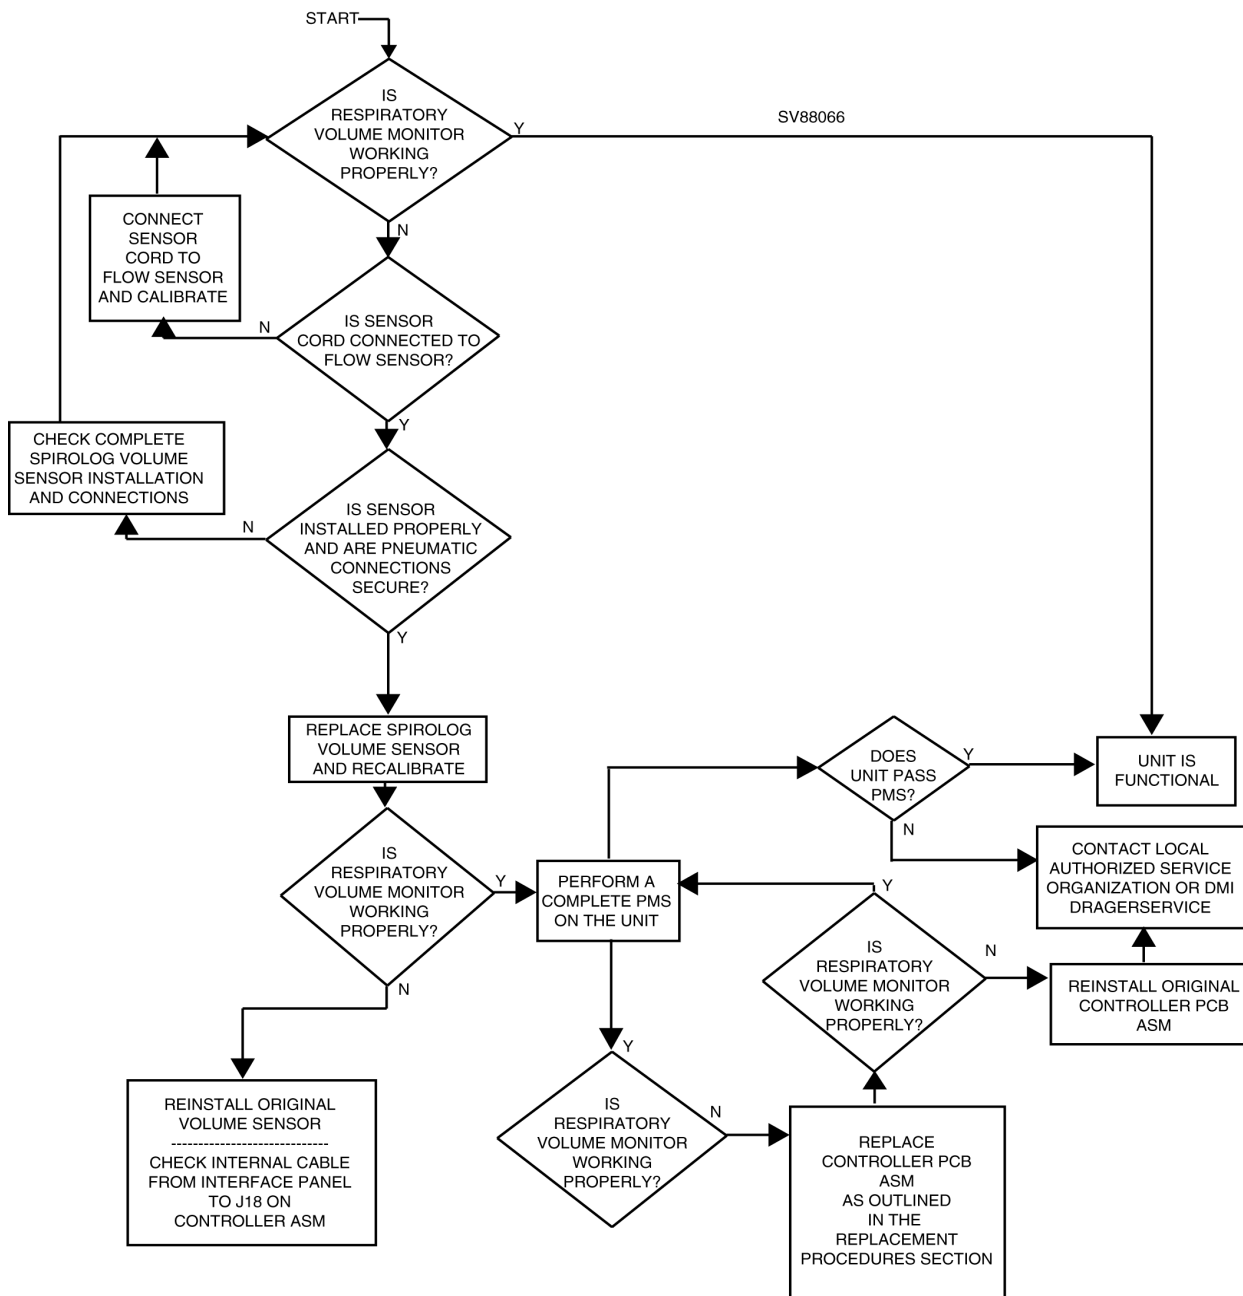 START
IS
RESPIRATORY
VOLUME MONITOR
WORKING
PROPERLY?
Y
SV88066
N
CONNECT
SENSOR
CORD TO
FLOW SENSOR
AND CALIBRATE
N
IS SENSOR
CORD CONNECTED TO
FLOW SENSOR?
Y
CHECK COMPLETE
SPIROLOG VOLUME
SENSOR INSTALLATION
AND CONNECTIONS
N
IS SENSOR
INSTALLED PROPERLY
AND ARE PNEUMATIC
CONNECTIONS
SECURE?
Y
REPLACE SPIROLOG
VOLUME SENSOR
AND RECALIBRATE
DOES
UNIT PASS
PMS?
Y
N
UNIT IS
FUNCTIONAL
IS
RESPIRATORY
VOLUME MONITOR
WORKING
PROPERLY?
Y
N
PERFORM A
COMPLETE PMS
ON THE UNIT
CONTACT LOCAL
AUTHORIZED SERVICE
ORGANIZATION OR DMI
DRAGERSERVICE
Y
IS
RESPIRATORY
VOLUME MONITOR
WORKING
PROPERLY?
N
REINSTALL ORIGINAL
CONTROLLER PCB
ASM
REINSTALL ORIGINAL
VOLUME SENSOR
-----------------------------
CHECK INTERNAL CABLE
FROM INTERFACE PANEL
TO J18 ON
CONTROLLER ASM
Y
IS
RESPIRATORY
VOLUME MONITOR
WORKING
PROPERLY?
N
REPLACE
CONTROLLER PCB
ASM
AS OUTLINED
IN THE
REPLACEMENT
PROCEDURES SECTION